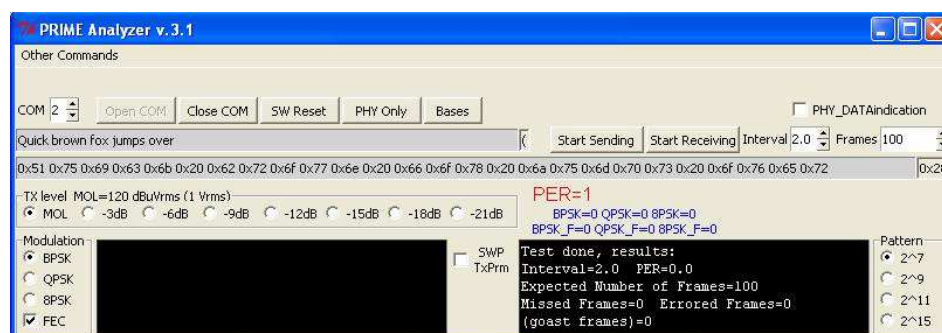 PRIME Analyzer v.3.1
Other Commands
COM 2 Open COM Close COM SW Reset PHY Only Bases PHY_DATAindication
Quick brown fox jumps over ( Start Sending Start Receiving Interval 2.0 Frames 100
0x51 0x75 0x69 0x63 0x6b 0x20 0x62 0x72 0x6f 0x77 0x6e 0x20 0x66 0x6f 0x78 0x20 0x6a 0x75 0x6d 0x70 0x73 0x20 0x6f 0x76 0x65 0x72 0x28
TX level MOL=120 dBuVrms (1 Vrms)
MOL -3dB -6dB -9dB -12dB -15dB -18dB -21dB
PER=1
BPSK=0 QPSK=0 8PSK=0
BPSK_F=0 QPSK_F=0 8PSK_F=0
Modulation
BPSK
QPSK
8PSK
FEC
SWP
TxPrm
Test done, results:
Interval=2.0 PER=0.0
Expected Number of Frames=100
Missed Frames=0 Errored Frames=0
(goast frames)=0
Pattern
2^7
2^9
2^11
2^15